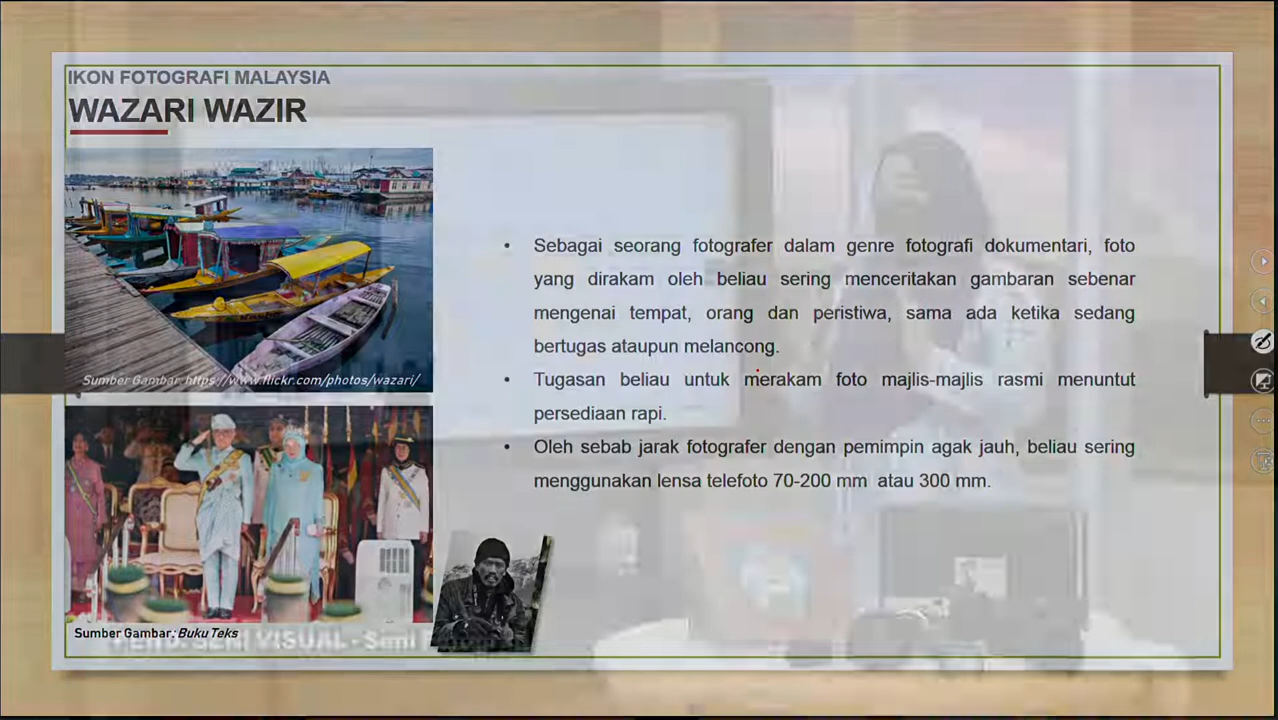 IKON FOTOGRAFI MALAYSIA
WAZARI WAZIR
Sumber Gambar: https://www.flickr.com/photos/wazari/
• Sebagai seorang fotografer dalam genre fotografi dokumentari, foto
yang dirakam oleh beliau sering menceritakan gambaran sebenar
mengenai tempat, orang dan peristiwa, sama ada ketika sedang
bertugas ataupun melancong.
• Tugasan beliau untuk merakam foto majlis-majlis rasmi menuntut
persediaan rapi.
• Oleh sebab jarak fotografer dengan pemimpin agak jauh, beliau sering
menggunakan lensa telefoto 70-200 mm atau 300 mm.
Sumber Gambar: Buku Teks
SENI VISUAL - Seni